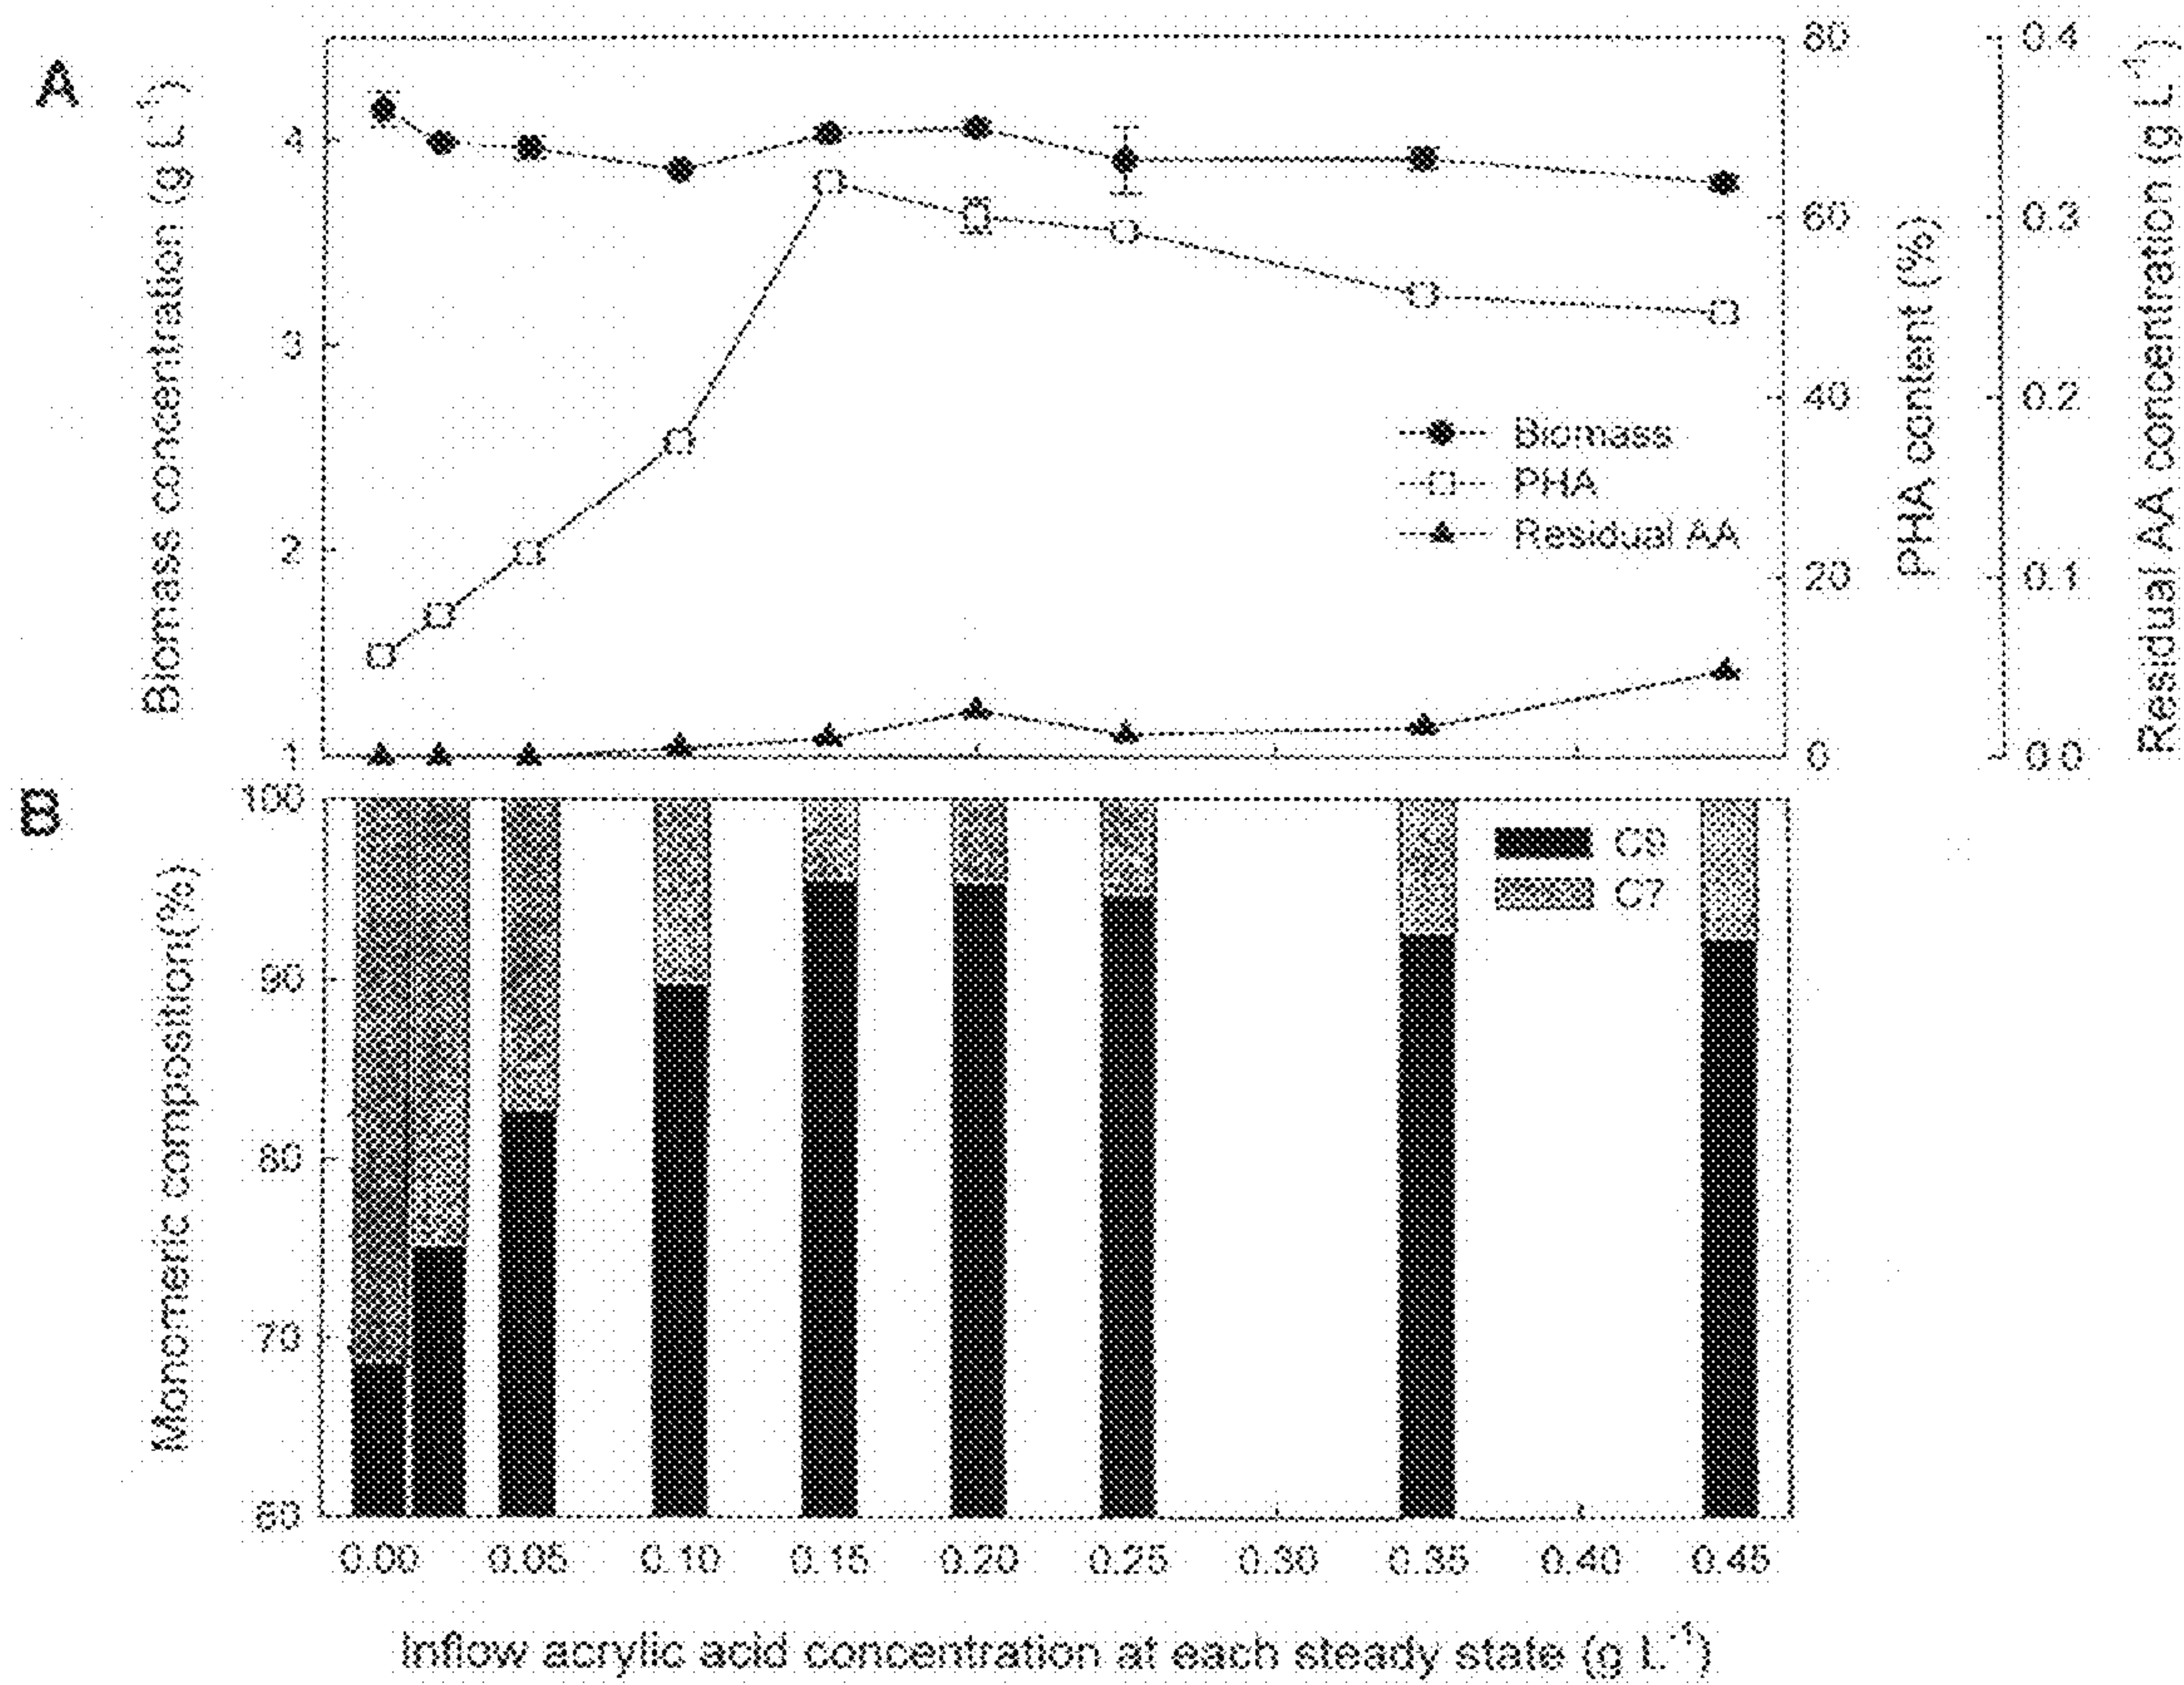 A
Biomass concentration (g L⁻¹)
4
3
2
1
80
60
40
20
0
PHA content (%)
0.4
0.3
0.2
0.1
0.0
Residual AA concentration (g L⁻¹)
Biomass
PHA
Residual AA
B
Monomeric composition(%)
100
90
80
70
60
C9
C7
0.00 0.05 0.10 0.15 0.20 0.25 0.30 0.35 0.40 0.45
Inflow acrylic acid concentration at each steady state (g L⁻¹)